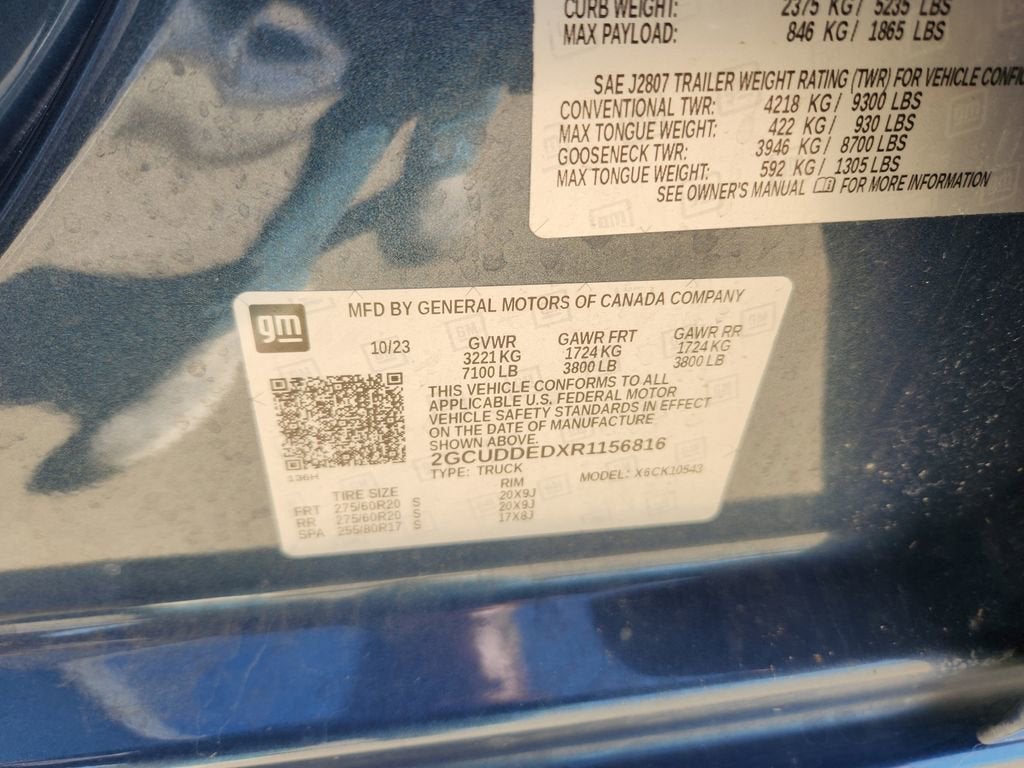 CURB WEIGHT: 2375 KG/ 5235 LBS
MAX PAYLOAD: 846 KG/ 1865 LBS
SAE J2807 TRAILER WEIGHT RATING (TWR) FOR VEHICLE
CONVENTIONAL TWR: 4218 KG/ 9300 LBS
MAX TONGUE WEIGHT: 422 KG/ 930 LBS
GOOSENECK TWR: 3946 KG/ 8700 LBS
MAX TONGUE WEIGHT: 592 KG/ 1305 LBS
SEE OWNER'S MANUAL FOR MORE INFORMATION
gm
MFD BY GENERAL MOTORS OF CANADA COMPANY
10/23 GVWR GAWR FRT GAWR RR
3221 KG 1724 KG 1724 KG
7100 LB 3800 LB 3800 LB
THIS VEHICLE CONFORMS TO ALL
APPLICABLE U.S. FEDERAL MOTOR
VEHICLE SAFETY STANDARDS IN EFFECT
ON THE DATE OF MANUFACTURE
SHOWN ABOVE.
2GCUDDEDXR1156816
TYPE: TRUCK MODEL: X6CK10543
136H
TIRE SIZE RIM
FRT 275/60R20 S 20X9J
RR 275/60R20 S 20X9J
SPA 255/80R17 S 17X8J